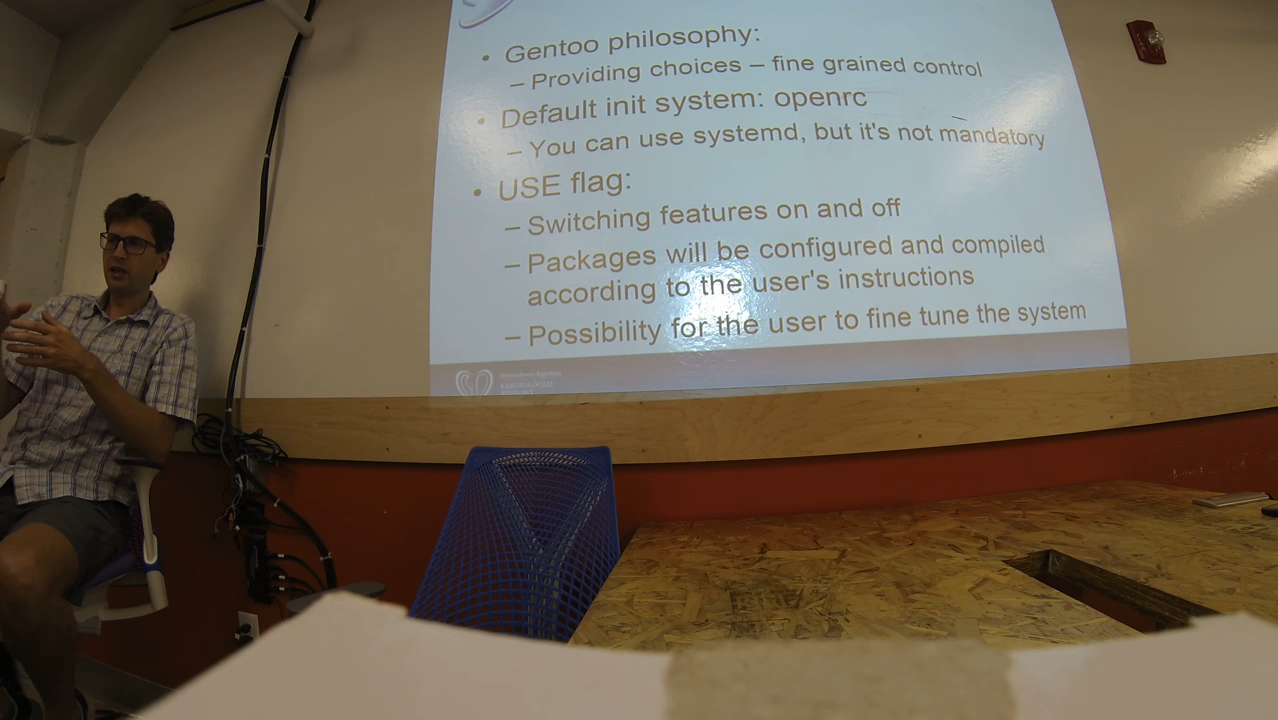 • Gentoo philosophy:
– Providing choices – fine grained control
• Default init system: openrc
– You can use systemd, but it's not mandatory
• USE flag:
– Switching features on and off
– Packages will be configured and compiled
according to the user's instructions
– Possibility for the user to fine tune the system